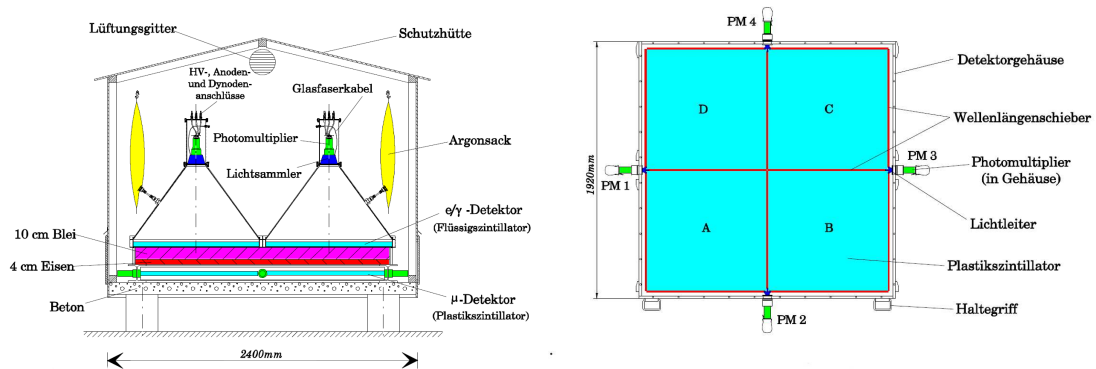 Lüftungsgitter
Schutzhütte
HV-, Anoden-
und Dynoden-
anschlüsse
Glasfaserkabel
Photomultiplier
Argonsack
Lichtsammler
e/γ -Detektor
(Flüssigszintillator)
10 cm Blei
4 cm Eisen
Beton
μ-Detektor
(Plastikszintillator)
2400mm
PM 4
Detektorgehäuse
D
C
Wellenlängenschieber
PM 3
PM 1
Photomultiplier
(in Gehäuse)
1920mm
Lichtleiter
A
B
Plastikszintillator
Haltegriff
PM 2